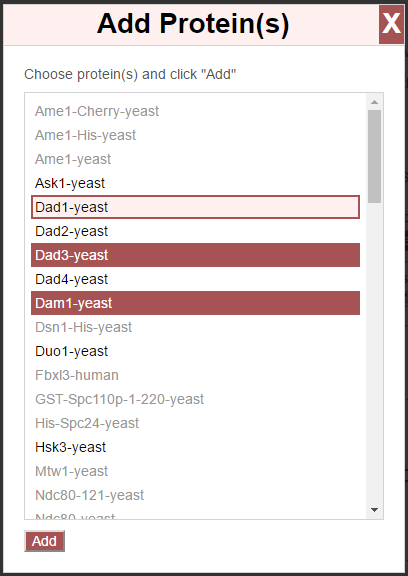 Add Protein(s)
X
Choose protein(s) and click "Add"
Ame1-Cherry-yeast
Ame1-His-yeast
Ame1-yeast
Ask1-yeast
Dad1-yeast
Dad2-yeast
Dad3-yeast
Dad4-yeast
Dam1-yeast
Dsn1-His-yeast
Duo1-yeast
Fbxl3-human
GST-Spc110p-1-220-yeast
His-Spc24-yeast
Hsk3-yeast
Mtw1-yeast
Ndc80-121-yeast
Ndc80-yeast
Add